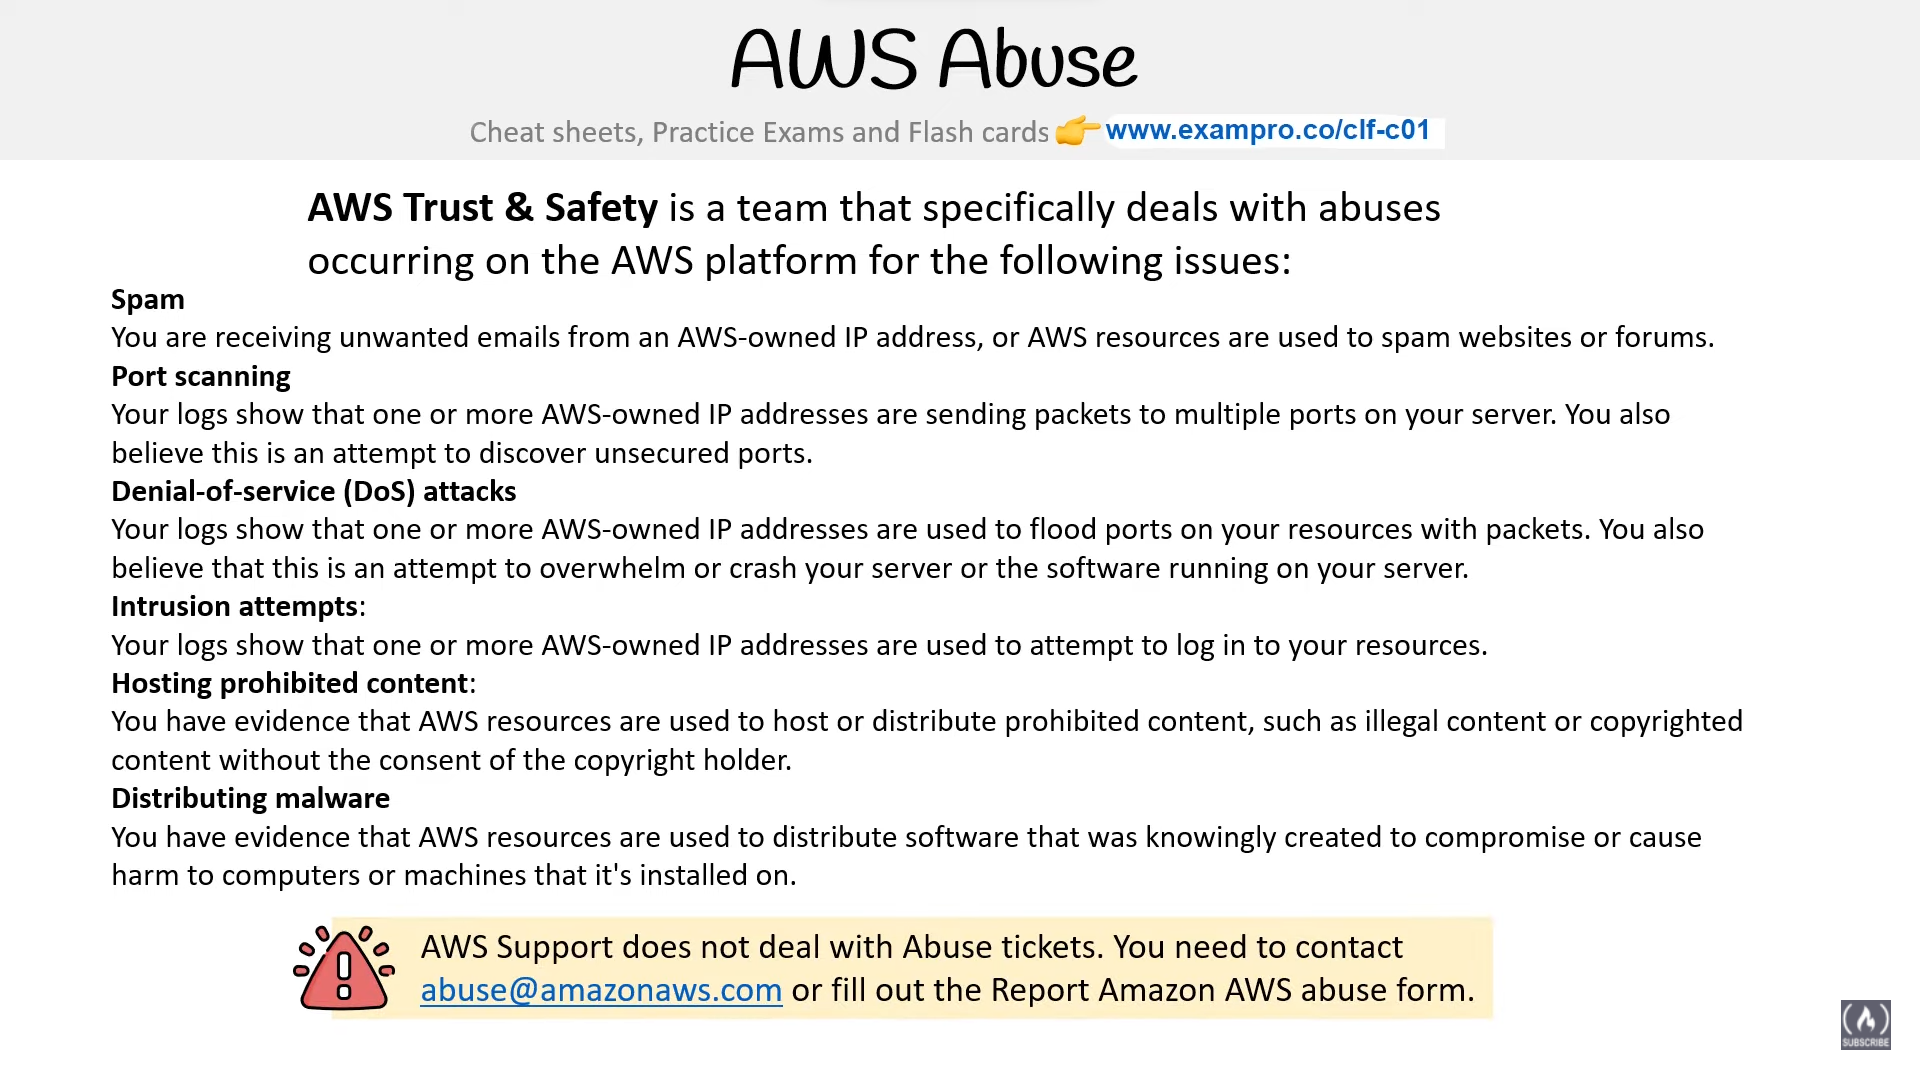 AWS Abuse
Cheat sheets, Practice Exams and Flash cards 👉 www.exampro.co/clf-c01
AWS Trust & Safety is a team that specifically deals with abuses
occurring on the AWS platform for the following issues:
Spam
You are receiving unwanted emails from an AWS-owned IP address, or AWS resources are used to spam websites or forums.
Port scanning
Your logs show that one or more AWS-owned IP addresses are sending packets to multiple ports on your server. You also
believe this is an attempt to discover unsecured ports.
Denial-of-service (DoS) attacks
Your logs show that one or more AWS-owned IP addresses are used to flood ports on your resources with packets. You also
believe that this is an attempt to overwhelm or crash your server or the software running on your server.
Intrusion attempts:
Your logs show that one or more AWS-owned IP addresses are used to attempt to log in to your resources.
Hosting prohibited content:
You have evidence that AWS resources are used to host or distribute prohibited content, such as illegal content or copyrighted
content without the consent of the copyright holder.
Distributing malware
You have evidence that AWS resources are used to distribute software that was knowingly created to compromise or cause
harm to computers or machines that it's installed on.
AWS Support does not deal with Abuse tickets. You need to contact
abuse@amazonaws.com or fill out the Report Amazon AWS abuse form.
SUBSCRIBE